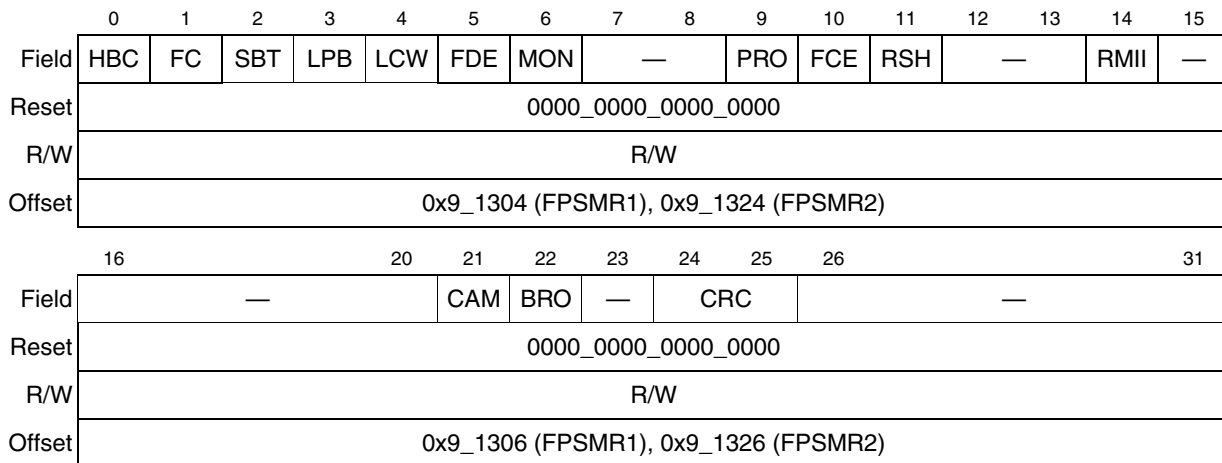 0 1 2 3 4 5 6 7 8 9 10 11 12 13 14 15
Field HBC FC SBT LPB LCW FDE MON — PRO FCE RSH — RMII —
Reset 0000_0000_0000_0000
R/W R/W
Offset 0x9_1304 (FPSMR1), 0x9_1324 (FPSMR2)
16 20 21 22 23 24 25 26 31
Field — CAM BRO — CRC —
Reset 0000_0000_0000_0000
R/W R/W
Offset 0x9_1306 (FPSMR1), 0x9_1326 (FPSMR2)